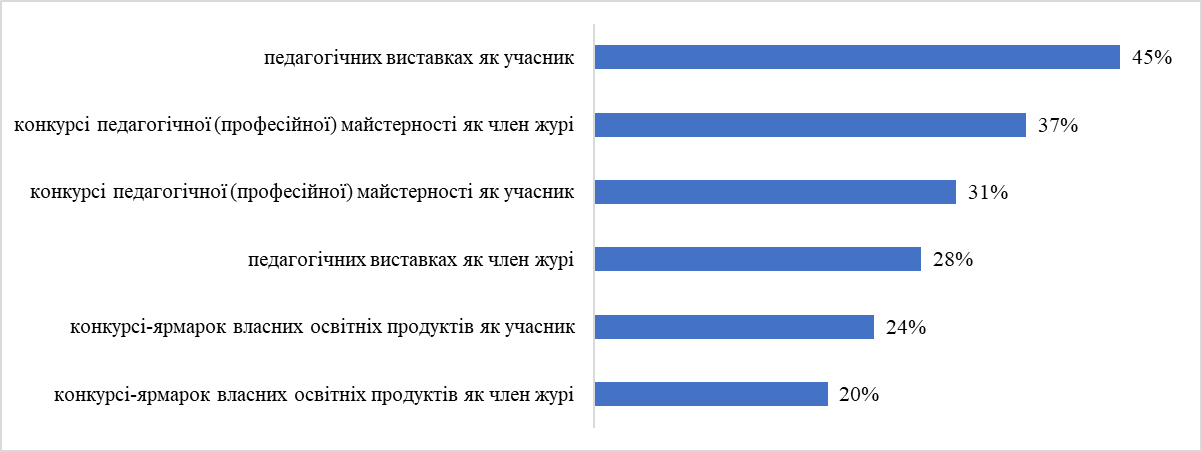 педагогічних виставках як учасник 45%
конкурсі педагогічної (професійної) майстерності як член журі 37%
конкурсі педагогічної (професійної) майстерності як учасник 31%
педагогічних виставках як член журі 28%
конкурсі-ярмарок власних освітніх продуктів як учасник 24%
конкурсі-ярмарок власних освітніх продуктів як член журі 20%